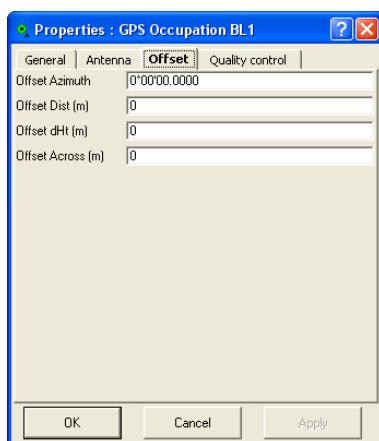 Properties : GPS Occupation BL1
General Antenna Offset Quality control
Offset Azimuth 0°00'00.0000
Offset Dist (m) 0
Offset dHt (m) 0
Offset Across (m) 0
OK Cancel Apply